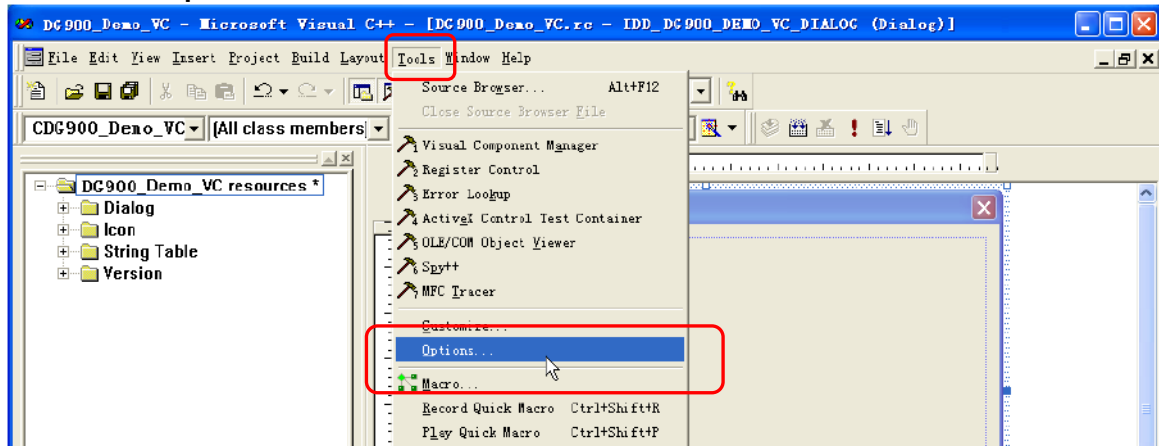 DG900_Demo_VC - Microsoft Visual C++ - [DG900_Demo_VC.rc - IDD_DG900_DEMO_VC_DIALOG (Dialog)]
File Edit View Insert Project Build Layout Tools Window Help
Source Browser... Alt+F12
Close Source Browser File
CDG900_Demo_VC [All class members]
Visual Component Manager
Register Control
Error Lookup
ActiveX Control Test Container
OLE/COM Object Viewer
Spy++
MFC Tracer
Customize...
Options...
Macro...
Record Quick Macro Ctrl+Shift+R
Play Quick Macro Ctrl+Shift+P
DG900_Demo_VC resources *
Dialog
Icon
String Table
Version